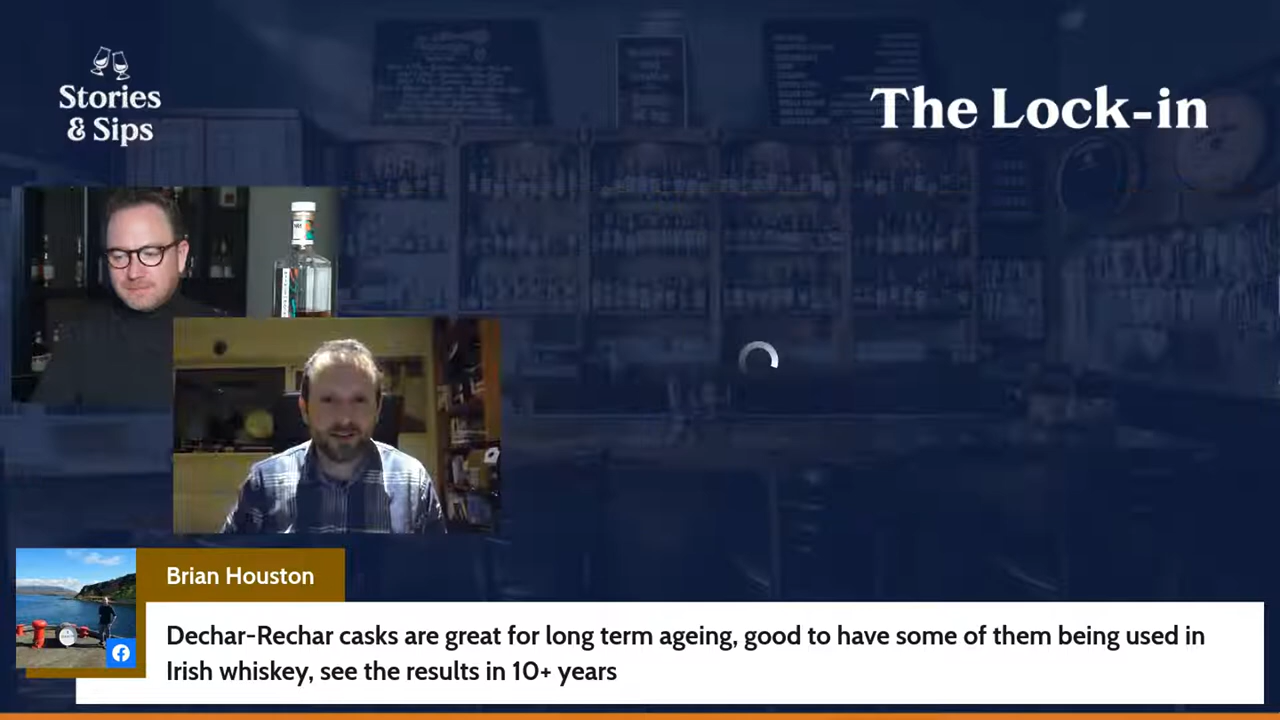 Stories
& Sips
The Lock-in
Brian Houston
Dechar-Rechar casks are great for long term ageing, good to have some of them being used in
Irish whiskey, see the results in 10+ years